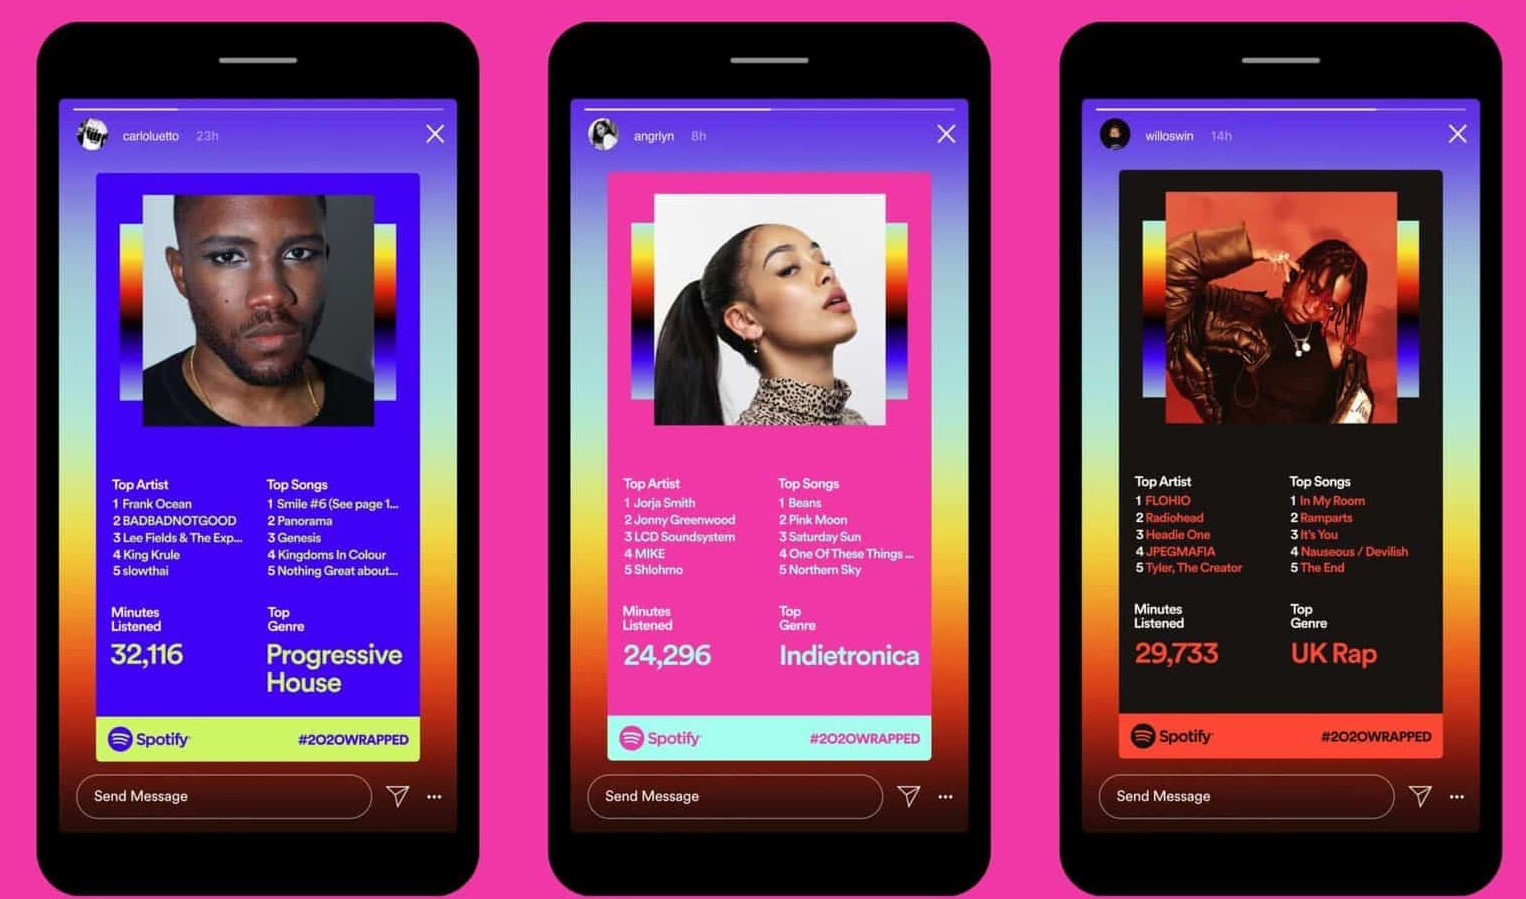 carloluetto 23h
Top Artist
1 Frank Ocean
2 BADBADNOTGOOD
3 Lee Fields & The Exp...
4 King Krule
5 slowthai
Top Songs
1 Smile #6 (See page 1...
2 Panorama
3 Genesis
4 Kingdoms In Colour
5 Nothing Great about...
Minutes
Listened
32,116
Top
Genre
Progressive
House
Spotify
#2020WRAPPED
Send Message
angrlyn 8h
Top Artist
1 Jorja Smith
2 Jonny Greenwood
3 LCD Soundsystem
4 MIKE
5 Shlohmo
Top Songs
1 Beans
2 Pink Moon
3 Saturday Sun
4 One Of These Things ...
5 Northern Sky
Minutes
Listened
24,296
Top
Genre
Indietronica
Spotify
#2020WRAPPED
Send Message
willoswin 14h
Top Artist
1 FLOHIO
2 Radiohead
3 Headie One
4 JPEGMAFIA
5 Tyler, The Creator
Top Songs
1 In My Room
2 Ramparts
3 It's You
4 Nauseous / Devilish
5 The End
Minutes
Listened
29,733
Top
Genre
UK Rap
Spotify
#2020WRAPPED
Send Message